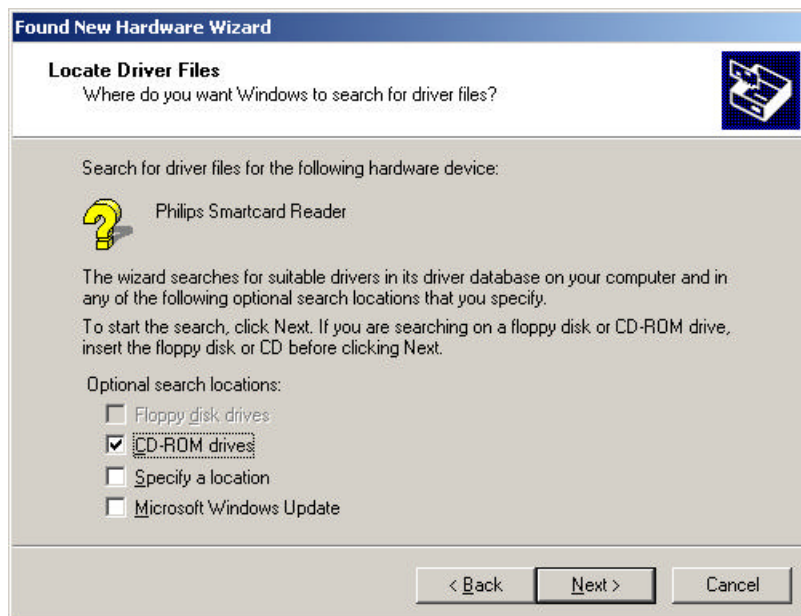 Found New Hardware Wizard
Locate Driver Files
Where do you want Windows to search for driver files?
Search for driver files for the following hardware device:
Philips Smartcard Reader
The wizard searches for suitable drivers in its driver database on your computer and in
any of the following optional search locations that you specify.
To start the search, click Next. If you are searching on a floppy disk or CD-ROM drive,
insert the floppy disk or CD before clicking Next.
Optional search locations:
Floppy disk drives
CD-ROM drives
Specify a location
Microsoft Windows Update
< Back Next > Cancel